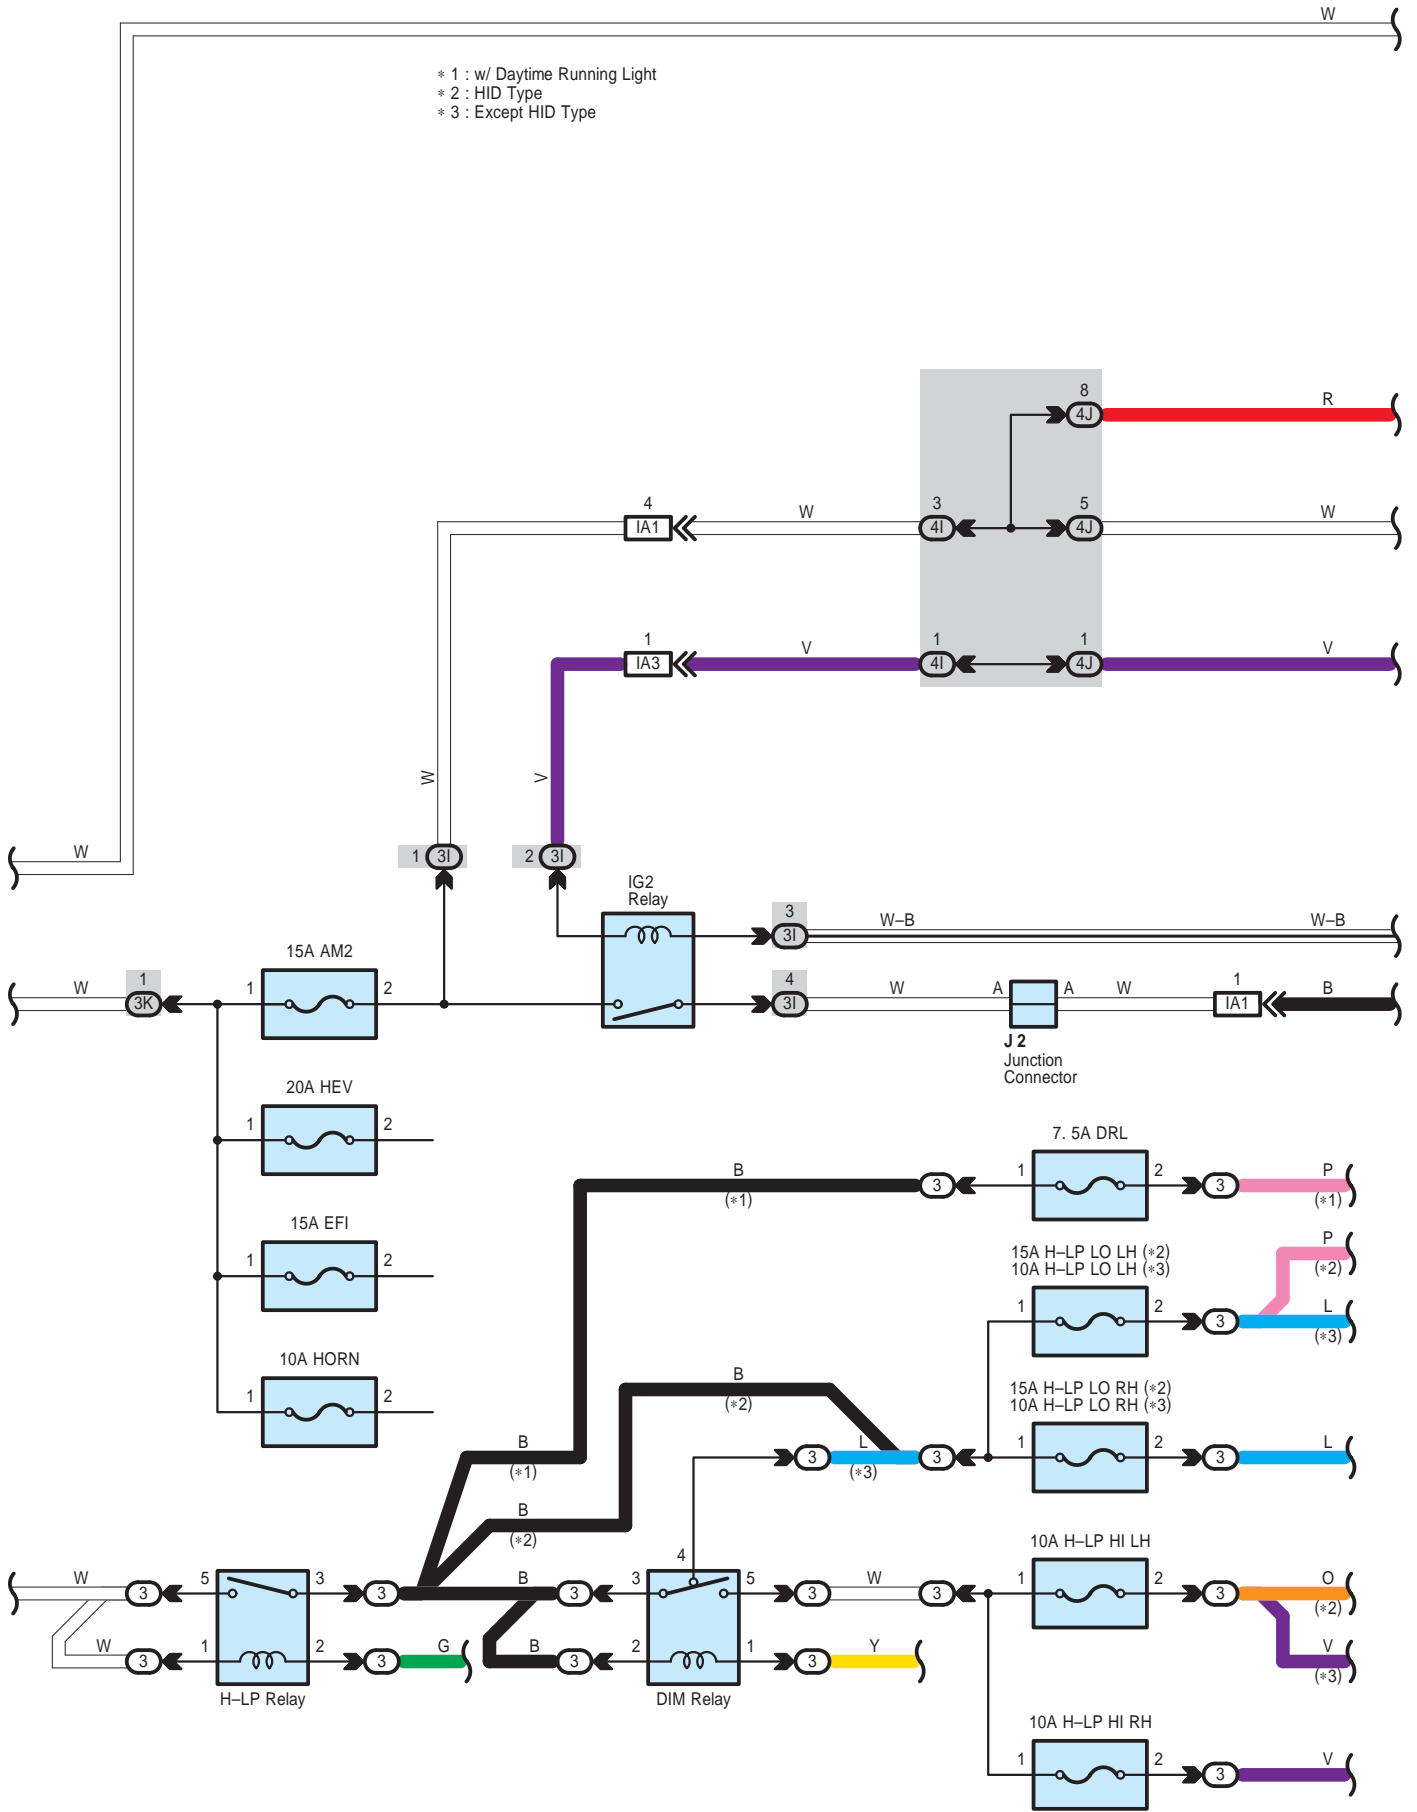 W
* 1 : w/ Daytime Running Light
* 2 : HID Type
* 3 : Except HID Type
8
4J
R
4
IA1
W
3
4I
5
4J
W
1
IA3
V
1
4I
1
4J
V
W
V
W
1 3I
2 3I
IG2
Relay
3
3I
W–B
W–B
15A AM2
W
1
3K
1
2
4
3I
W
A
A
W
1
IA1
B
J 2
Junction
Connector
20A HEV
1
2
7. 5A DRL
B
(*1)
3
1
2
3
P
(*1)
15A EFI
1
2
15A H–LP LO LH (*2)
10A H–LP LO LH (*3)
P
(*2)
1
2
3
L
(*3)
10A HORN
1
2
B
(*2)
15A H–LP LO RH (*2)
10A H–LP LO RH (*3)
B
(*1)
3
L
(*3)
3
1
2
3
L
B
(*2)
10A H–LP HI LH
4
W
3
5
3
3
B
3
3
5
3
W
3
1
2
3
O
(*2)
W
3
1
2
3
G
B
3
2
1
3
Y
V
(*3)
H–LP Relay
DIM Relay
10A H–LP HI RH
1
2
3
V